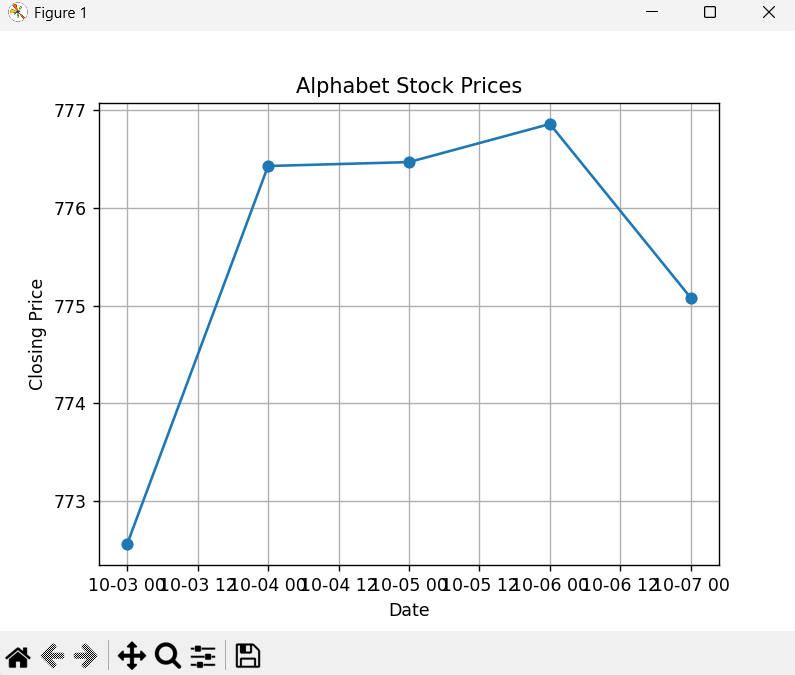 Figure 1
Alphabet Stock Prices
777
776
775
774
773
Closing Price
10-03 00 10-03 12 10-04 00 10-04 12 10-05 00 10-05 12 10-06 00 10-06 12 10-07 00
Date